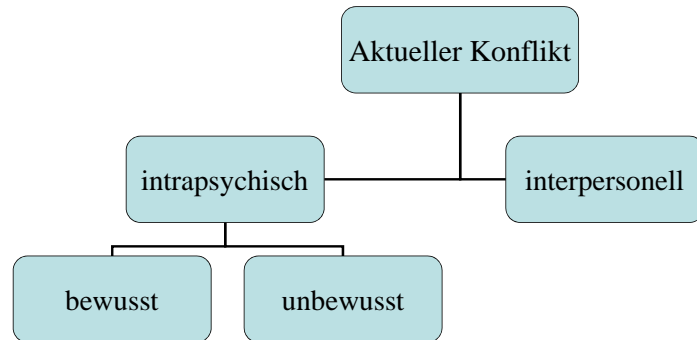 Aktueller Konflikt
intrapsychisch
interpersonell
bewusst
unbewusst